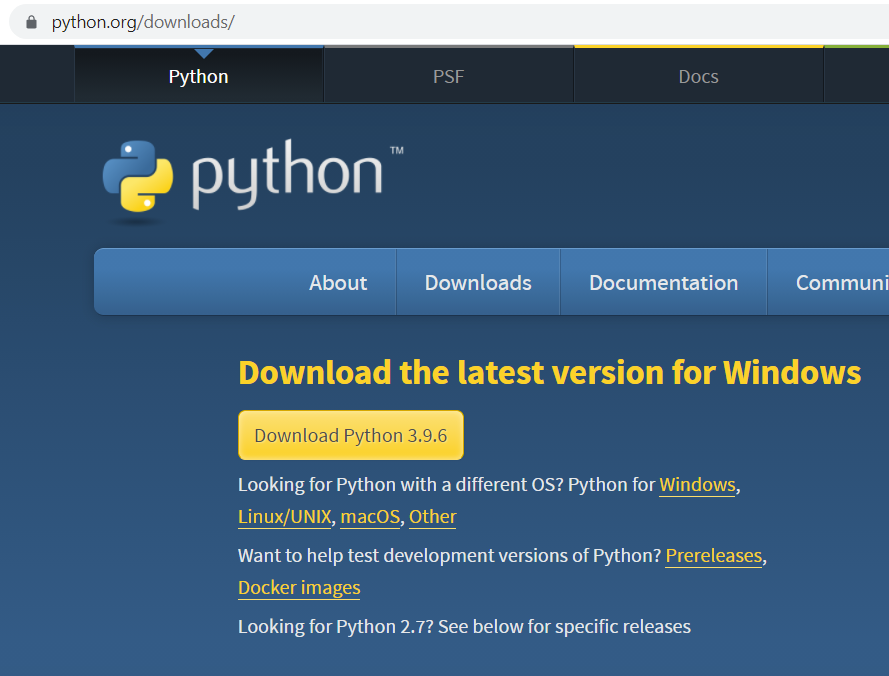 python.org/downloads/
Python PSF Docs
python™
About Downloads Documentation Communi
Download the latest version for Windows
Download Python 3.9.6
Looking for Python with a different OS? Python for Windows,
Linux/UNIX, macOS, Other
Want to help test development versions of Python? Prereleases,
Docker images
Looking for Python 2.7? See below for specific releases